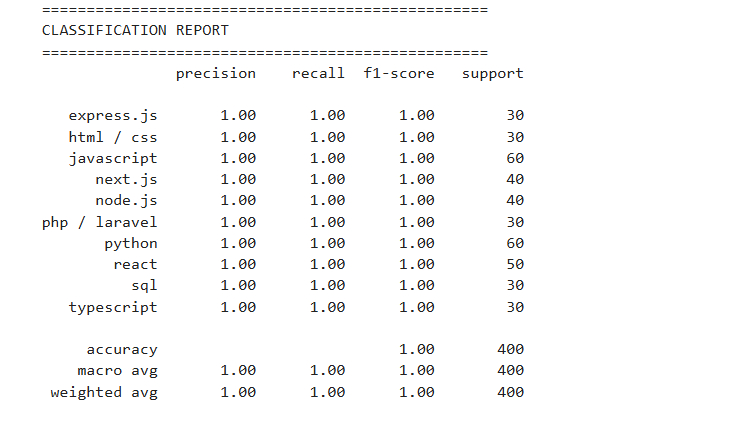 ==================================================
CLASSIFICATION REPORT
==================================================
precision recall f1-score support
express.js 1.00 1.00 1.00 30
html / css 1.00 1.00 1.00 30
javascript 1.00 1.00 1.00 60
next.js 1.00 1.00 1.00 40
node.js 1.00 1.00 1.00 40
php / laravel 1.00 1.00 1.00 30
python 1.00 1.00 1.00 60
react 1.00 1.00 1.00 50
sql 1.00 1.00 1.00 30
typescript 1.00 1.00 1.00 30
accuracy 1.00 400
macro avg 1.00 1.00 1.00 400
weighted avg 1.00 1.00 1.00 400